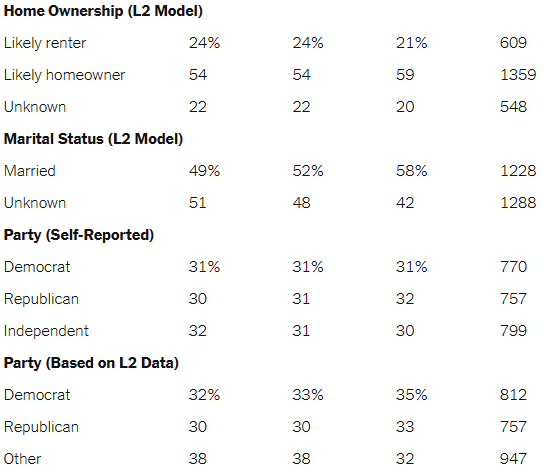 Home Ownership (L2 Model)
Likely renter 24% 24% 21% 609
Likely homeowner 54 54 59 1359
Unknown 22 22 20 548
Marital Status (L2 Model)
Married 49% 52% 58% 1228
Unknown 51 48 42 1288
Party (Self-Reported)
Democrat 31% 31% 31% 770
Republican 30 31 32 757
Independent 32 31 30 799
Party (Based on L2 Data)
Democrat 32% 33% 35% 812
Republican 30 30 33 757
Other 38 38 32 947